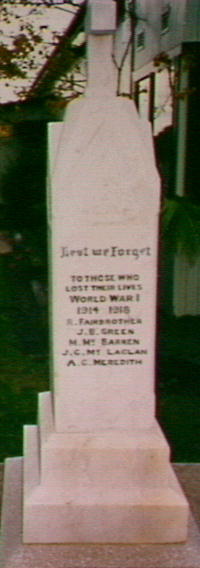 Lest we Forget
TO THOSE WHO
LOST THEIR LIVES
WORLD WAR I
1914 1918
R. FAIRBROTHER
J. E. GREEN
M. Mc BARREN
J. C. Mc LACLAN
A. C. MEREDITH